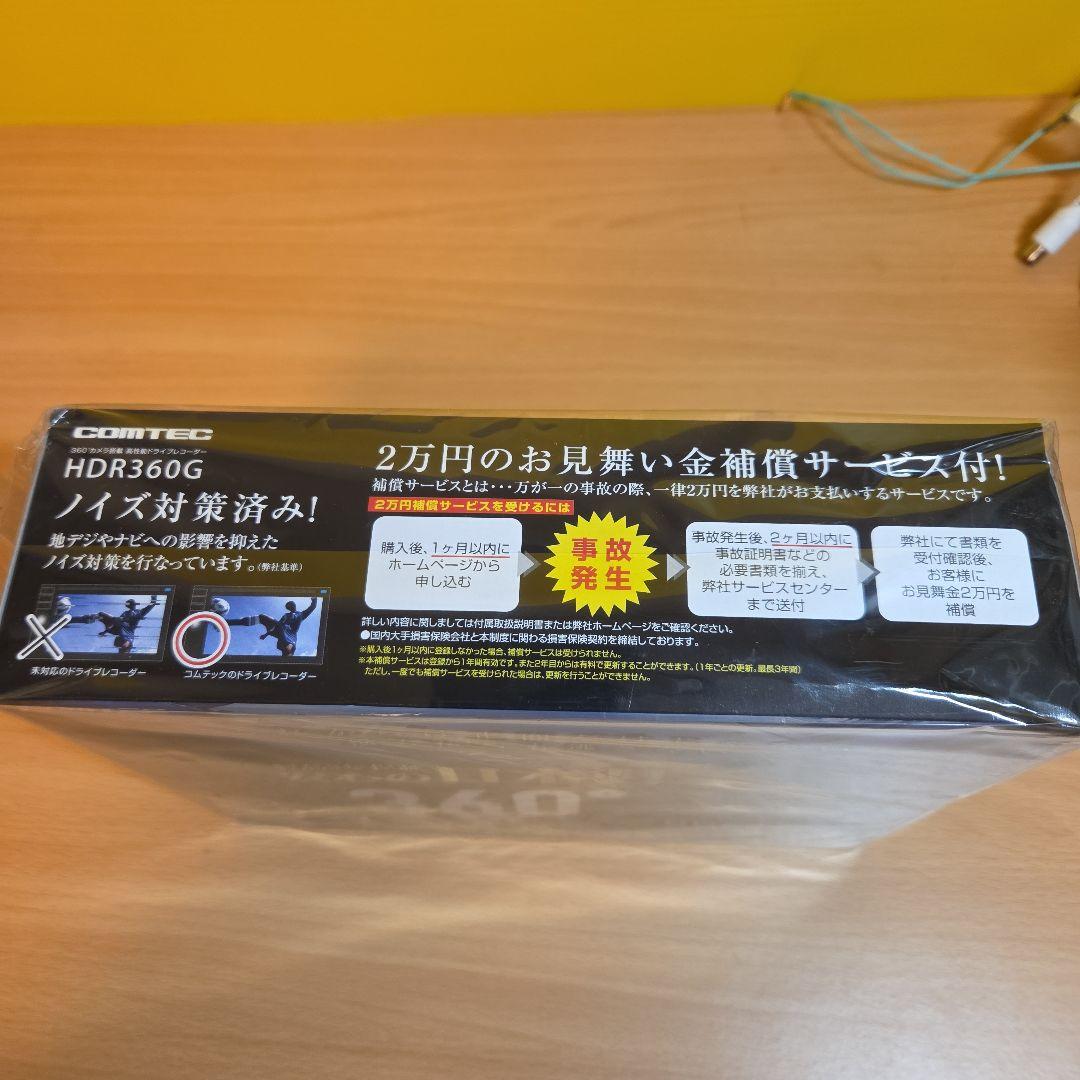 COMTEC
360°カメラ搭載 高性能ドライブレコーダー
HDR360G
ノイズ対策済み!
地デジやナビへの影響を抑えた
ノイズ対策を行なっています。(弊社基準)
未対応のドライブレコーダー
コムテックのドライブレコーダー
2万円のお見舞い金補償サービス付!
補償サービスとは・・・万が一の事故の際、一律2万円を弊社がお支払いするサービスです。
2万円補償サービスを受けるには
購入後、1ヶ月以内に
ホームページから
申し込む
事故
発生
事故発生後、2ヶ月以内に
事故証明書などの
必要書類を揃え、
弊社サービスセンター
まで送付
弊社にて書類を
受付確認後、
お客様に
お見舞金2万円を
補償
詳しい内容に関しましては付属取扱説明書または弊社ホームページをご確認ください。
●国内大手損害保険会社と本制度に関わる損害保険契約を締結しております。
※購入後1ヶ月以内に登録しなかった場合、補償サービスは受けられません。
※本補償サービスは登録から1年間有効です。また2年目からは有料で更新することができます。(1年ごとの更新。最長3年間)
ただし、一度でも補償サービスを受けられた場合は、更新を行うことができません。
360°